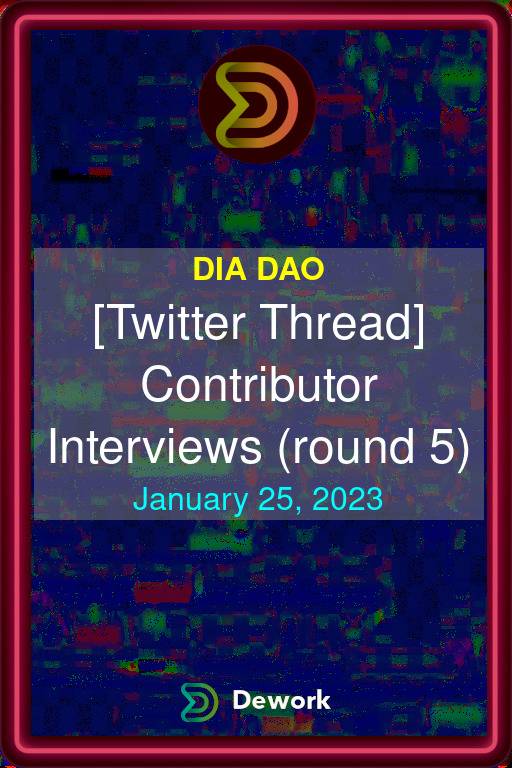 DIA DAO
[Twitter Thread]
Contributor
Interviews (round 5)
January 25, 2023
Dework